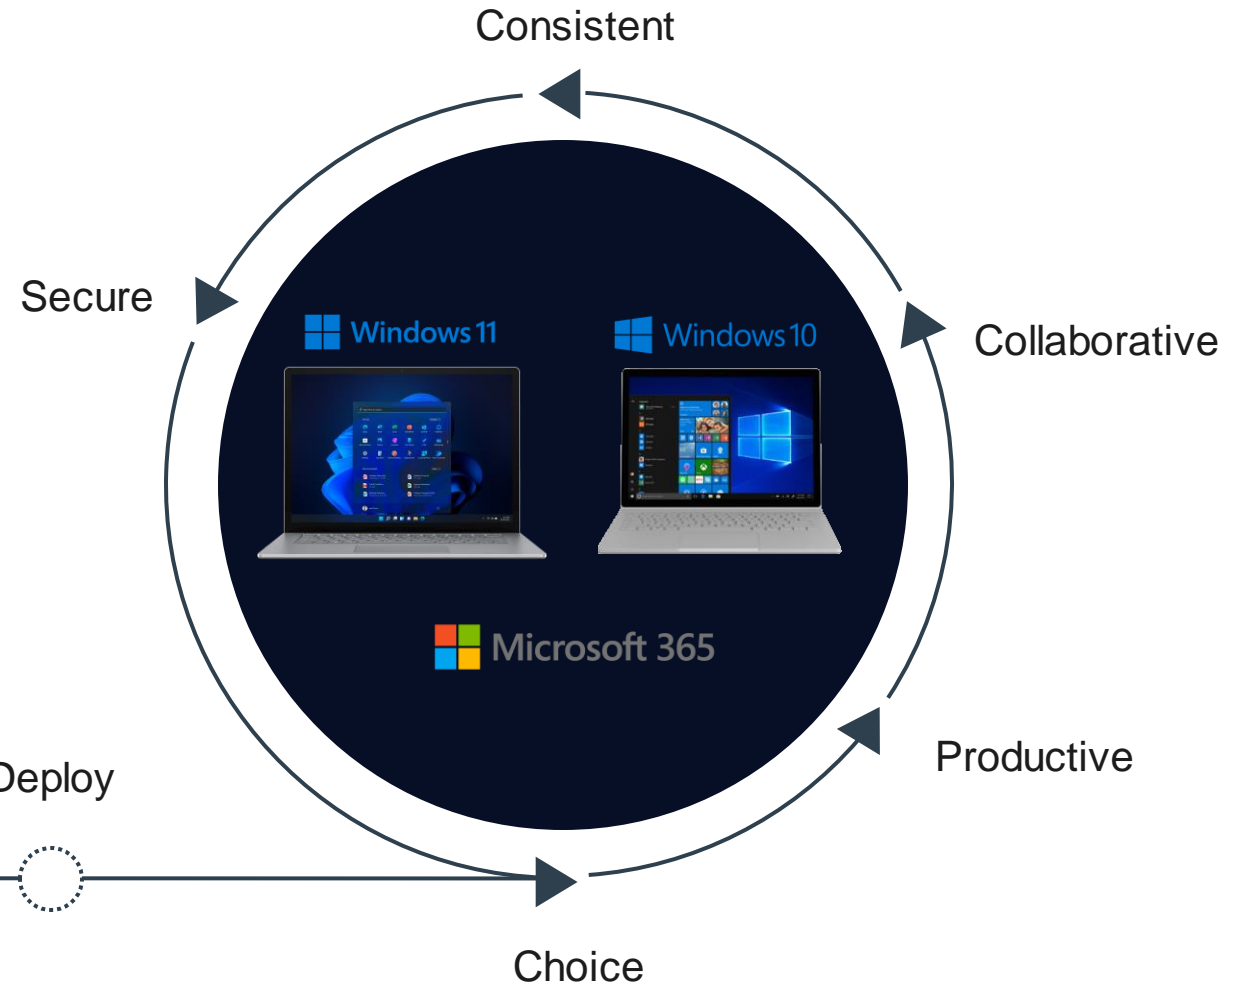 Consistent
Secure
Windows 11
Windows 10
Collaborative
Microsoft 365
Productive
Deploy
Choice